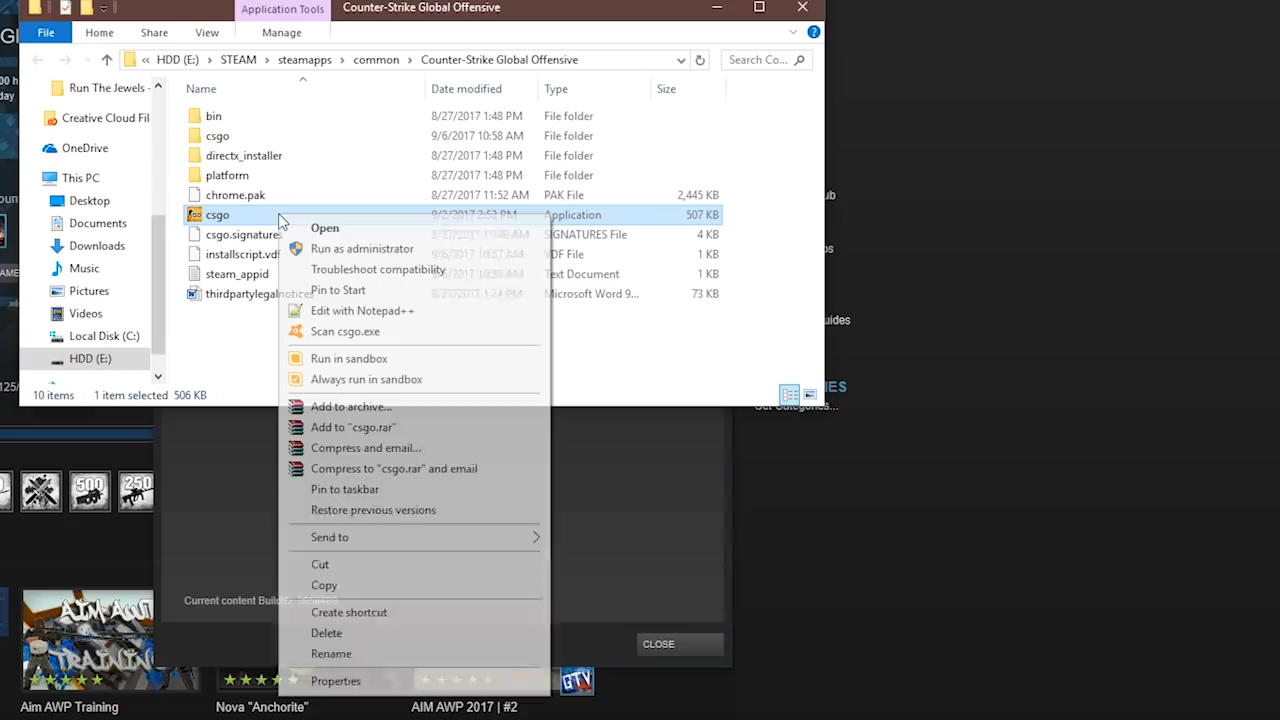 Application Tools
Counter-Strike Global Offensive
File
Home
Share
View
Manage
« HDD (E:) › STEAM › steamapps › common › Counter-Strike Global Offensive
Search Co...
Name
Date modified
Type
Size
Run The Jewels -
Creative Cloud Fil
OneDrive
This PC
Desktop
Documents
Downloads
Music
Pictures
Videos
Local Disk (C:)
HDD (E:)
bin 8/27/2017 1:48 PM File folder
csgo 9/6/2017 10:58 AM File folder
directx_installer 8/27/2017 1:48 PM File folder
platform 8/27/2017 1:48 PM File folder
chrome.pak 8/27/2017 11:52 AM PAK File 2,445 KB
csgo 9/2/2017 2:53 PM Application 507 KB
csgo.signatures SIGNATURES File 4 KB
installscript.vdf VDF File 1 KB
steam_appid Text Document 1 KB
thirdpartylegalnotices Microsoft Word 9... 73 KB
Open
Run as administrator
Troubleshoot compatibility
Pin to Start
Edit with Notepad++
Scan csgo.exe
Run in sandbox
Always run in sandbox
Add to archive...
Add to "csgo.rar"
Compress and email...
Compress to "csgo.rar" and email
Pin to taskbar
Restore previous versions
Send to
Cut
Copy
Create shortcut
Delete
Rename
Properties
10 items 1 item selected 506 KB
Current content
CLOSE
500
250
AIM AWP
TRAINING
GTV
Aim AWP Training
Nova "Anchorite"
AIM AWP 2017 | #2